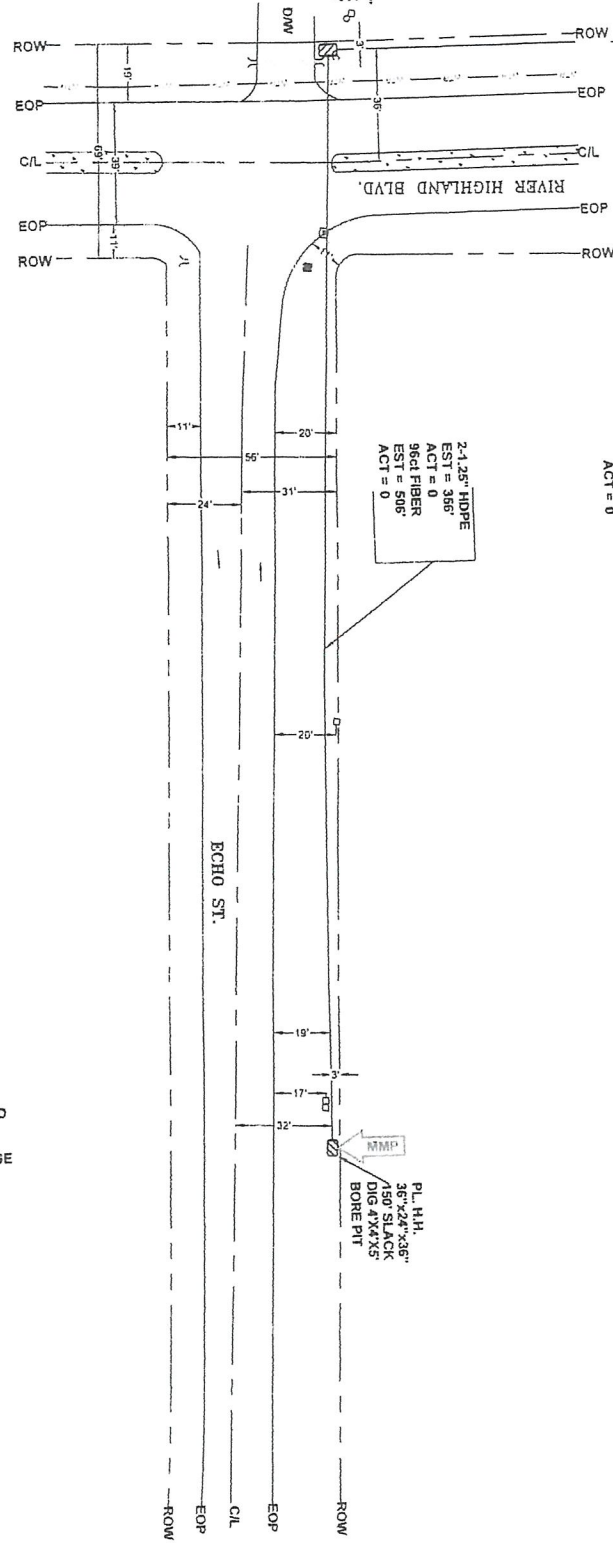 D/W
3'
ROW
ROW
19'
36'
EOP
EOP
C/L
69'
39'
C/L
RIVER HIGHLAND BLVD.
EOP
11'
EOP
ROW
ROW
11'
20'
56'
31'
24'
2-1.25" HDPE
EST = 356'
ACT = 0
96ct FIBER
EST = 506'
ACT = 0
ACT = 0
20'
ECHO ST.
19'
3'
17'
32'
MMP
PL. H.H.
36"x24"x36"
150' SLACK
DIG 4'X4'X5'
BORE PIT
ROW
EOP
C/L
EOP
ROW